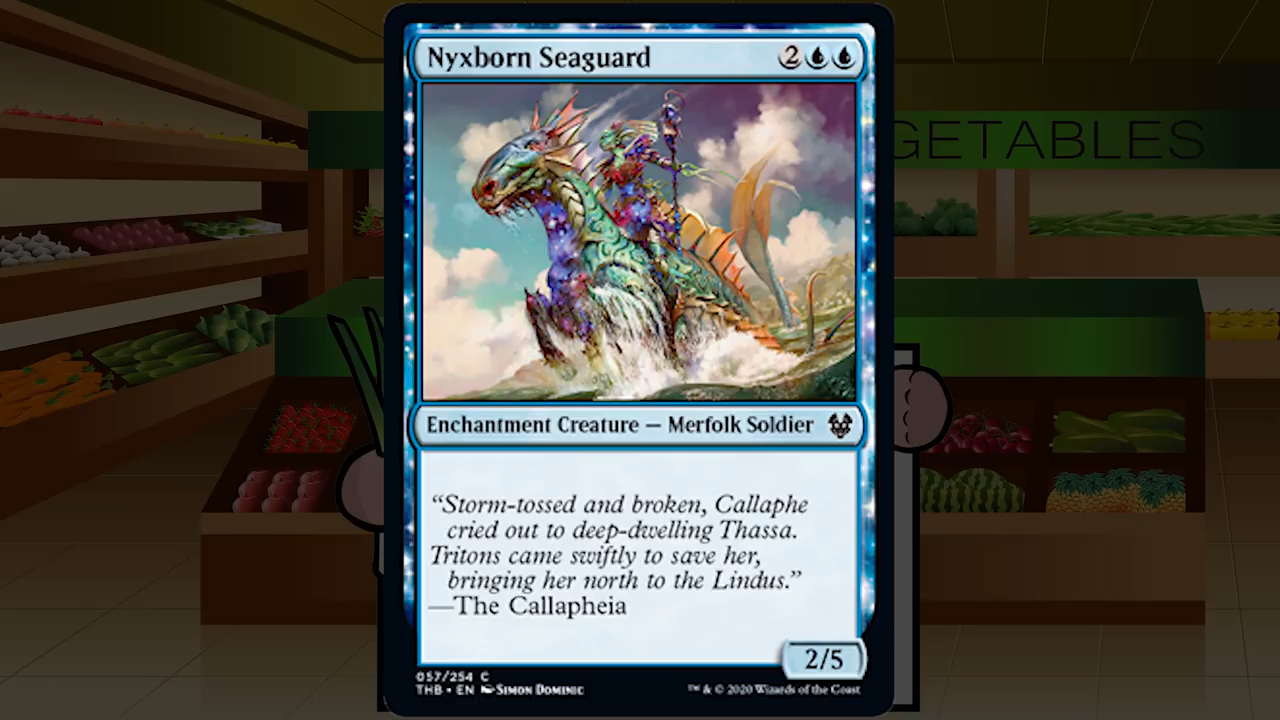 Nyxborn Seaguard 2
GETABLES
Enchantment Creature — Merfolk Soldier
“Storm-tossed and broken, Callaphe
cried out to deep-dwelling Thassa.
Tritons came swiftly to save her,
bringing her north to the Lindus.”
—The Callapheia
2/5
057/254 C
THB • EN Simon Dominic
™ & © 2020 Wizards of the Coast